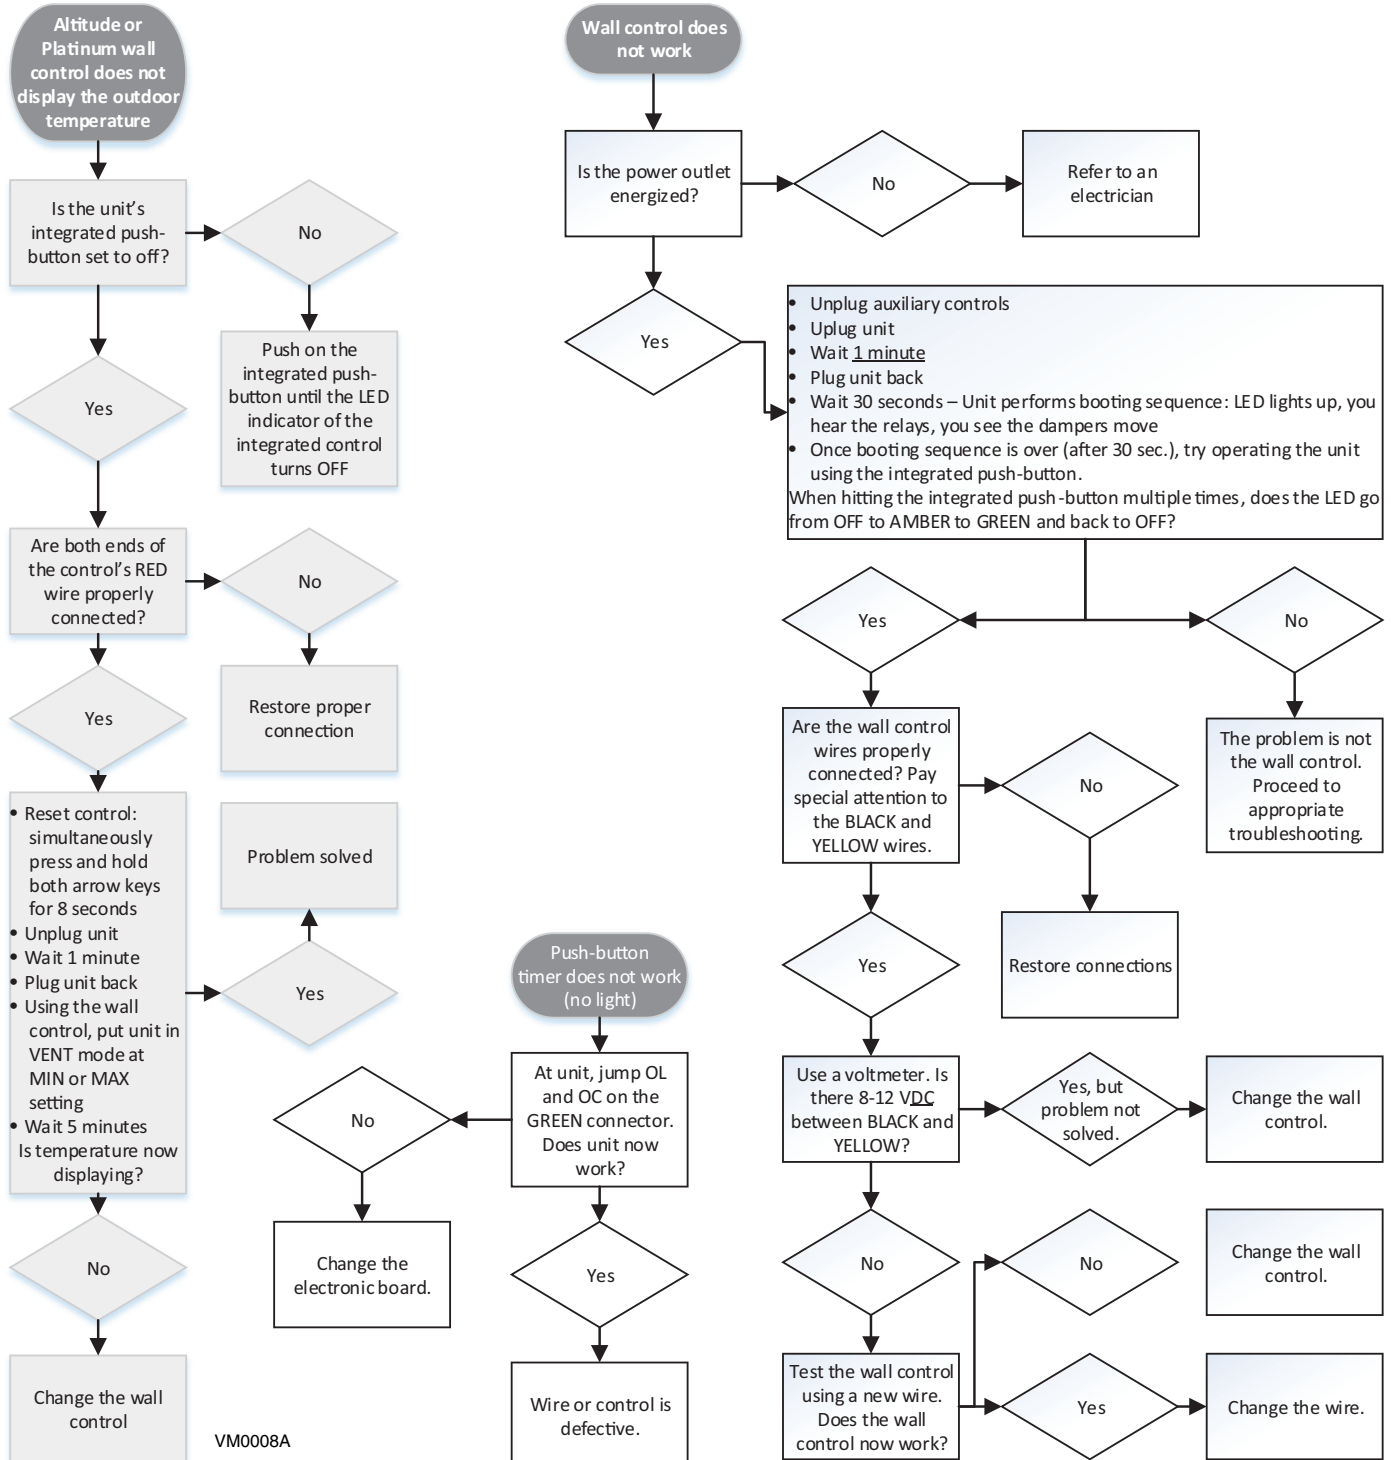 Altitude or
Platinum wall
control does not
display the outdoor
temperature
Is the unit's
integrated push-
button set to off?
No
Push on the
integrated push-
button until the LED
indicator of the
integrated control
turns OFF
Yes
Are both ends of
the control's RED
wire properly
connected?
No
Restore proper
connection
Yes
• Reset control:
simultaneously
press and hold
both arrow keys
for 8 seconds
• Unplug unit
• Wait 1 minute
• Plug unit back
• Using the wall
control, put unit in
VENT mode at
MIN or MAX
setting
• Wait 5 minutes
Is temperature now
displaying?
Yes
Problem solved
No
Change the wall
control
VM0008A
Push-button
timer does not work
(no light)
At unit, jump OL
and OC on the
GREEN connector.
Does unit now
work?
No
Change the
electronic board.
Yes
Wire or control is
defective.
Wall control does
not work
Is the power outlet
energized?
No
Refer to an
electrician
Yes
• Unplug auxiliary controls
• Uplug unit
• Wait 1 minute
• Plug unit back
• Wait 30 seconds – Unit performs booting sequence: LED lights up, you
hear the relays, you see the dampers move
• Once booting sequence is over (after 30 sec.), try operating the unit
using the integrated push-button.
When hitting the integrated push -button multiple times, does the LED go
from OFF to AMBER to GREEN and back to OFF?
Yes
No
The problem is not
the wall control.
Proceed to
appropriate
troubleshooting.
Are the wall control
wires properly
connected? Pay
special attention to
the BLACK and
YELLOW wires.
No
Restore connections
Yes
Use a voltmeter. Is
there 8-12 VDC
between BLACK and
YELLOW?
Yes, but
problem not
solved.
Change the wall
control.
No
Test the wall control
using a new wire.
Does the wall
control now work?
No
Change the wall
control.
Yes
Change the wire.